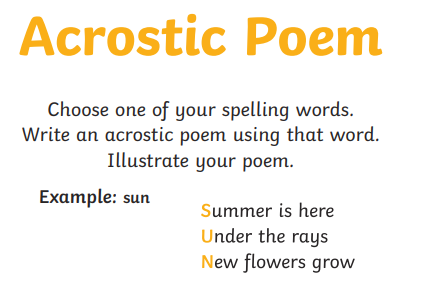 Acrostic Poem
Choose one of your spelling words.
Write an acrostic poem using that word.
Illustrate your poem.
Example: sun
Summer is here
Under the rays
New flowers grow